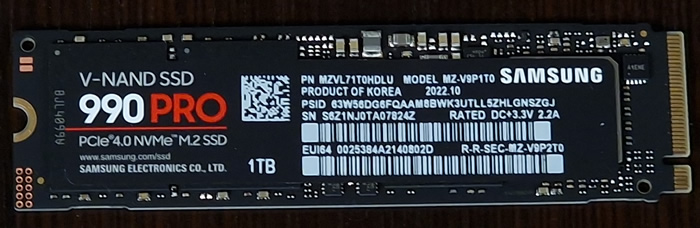 V-NAND SSD
990 PRO
PCIe® 4.0 NVMe™ M.2 SSD
www.samsung.com/ssd
SAMSUNG ELECTRONICS CO., LTD.
1TB
PN MZVL71T0HDLU MODEL MZ-V9P1T0
SAMSUNG
PRODUCT OF KOREA 2022.10
PSID 63W56DG6FQAAM6BWK3UTLL5ZHLGNSZGJ
SN S6Z1NJ0TA07824Z RATED DC+3.3V 2.2A
EUI64 0025384A2140802D R-R-SEC-MZ-V9P2T0